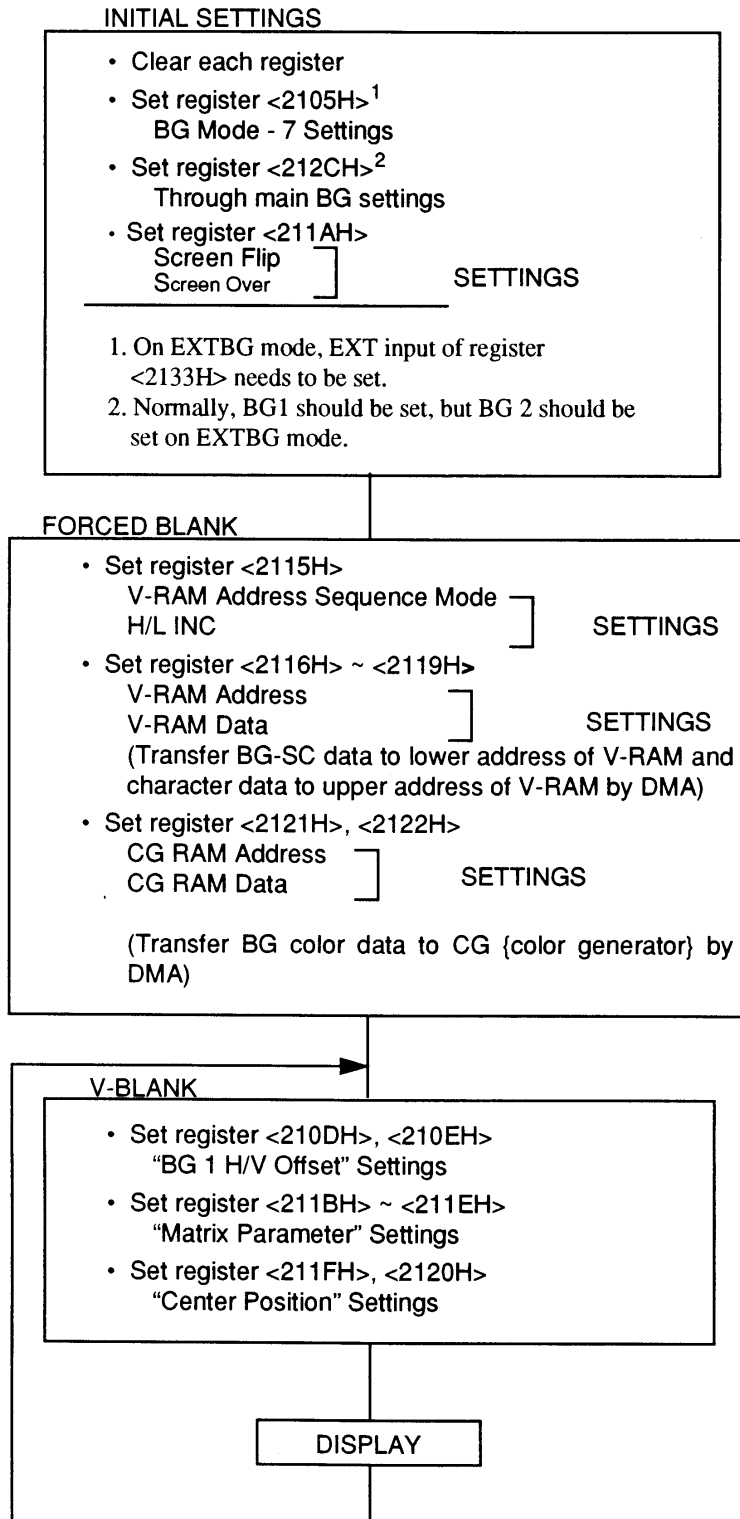 INITIAL SETTINGS
• Clear each register
• Set register <2105H>1
BG Mode - 7 Settings
• Set register <212CH>2
Through main BG settings
• Set register <211AH>
Screen Flip
Screen Over
SETTINGS
1. On EXTBG mode, EXT input of register
<2133H> needs to be set.
2. Normally, BG1 should be set, but BG 2 should be
set on EXTBG mode.
FORCED BLANK
• Set register <2115H>
V-RAM Address Sequence Mode
H/L INC
SETTINGS
• Set register <2116H> ~ <2119H>
V-RAM Address
V-RAM Data
SETTINGS
(Transfer BG-SC data to lower address of V-RAM and
character data to upper address of V-RAM by DMA)
• Set register <2121H>, <2122H>
CG RAM Address
CG RAM Data
SETTINGS
(Transfer BG color data to CG {color generator} by
DMA)
V-BLANK
• Set register <210DH>, <210EH>
“BG 1 H/V Offset” Settings
• Set register <211BH> ~ <211EH>
“Matrix Parameter” Settings
• Set register <211FH>, <2120H>
“Center Position” Settings
DISPLAY